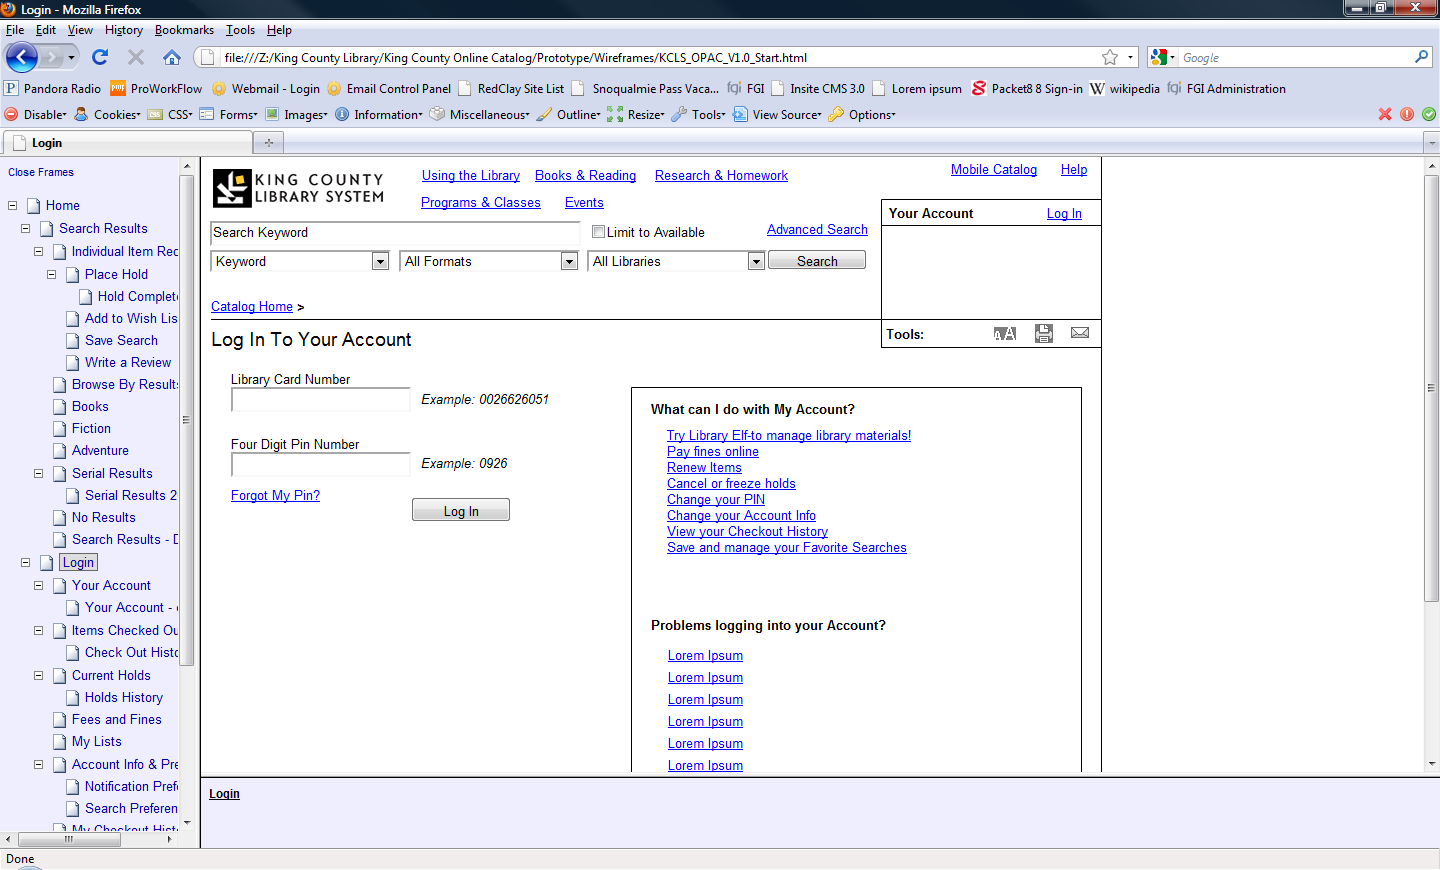 Login - Mozilla Firefox
File Edit View History Bookmarks Tools Help
file:///Z:/King County Library/King County Online Catalog/Prototype/Wireframes/KCLS_OPAC_V1.0_Start.html
Google
Pandora Radio ProWorkFlow Webmail - Login Email Control Panel RedClay Site List Snoqualmie Pass Vaca... FGI Insite CMS 3.0 Lorem ipsum Packet8 8 Sign-in wikipedia FGI Administration
Disable Cookies CSS Forms Images Information Miscellaneous Outline Resize Tools View Source Options
Login
Close Frames
Home
Search Results
Individual Item Rec
Place Hold
Hold Complet
Add to Wish Lis
Save Search
Write a Review
Browse By Result
Books
Fiction
Adventure
Serial Results
Serial Results 2
No Results
Search Results - D
Login
Your Account
Your Account -
Items Checked Ou
Check Out Histo
Current Holds
Holds History
Fees and Fines
My Lists
Account Info & Pre
Notification Pref
Search Preferen
My Checkout Hist
KING COUNTY
LIBRARY SYSTEM
Using the Library Books & Reading Research & Homework
Programs & Classes Events
Mobile Catalog Help
Your Account Log In
Search Keyword Limit to Available Advanced Search
Keyword All Formats All Libraries Search
Catalog Home >
Tools: AA
Log In To Your Account
Library Card Number
Example: 0026626051
Four Digit Pin Number
Example: 0926
Forgot My Pin?
Log In
What can I do with My Account?
Try Library Elf-to manage library materials!
Pay fines online
Renew Items
Cancel or freeze holds
Change your PIN
Change your Account Info
View your Checkout History
Save and manage your Favorite Searches
Problems logging into your Account?
Lorem Ipsum
Lorem Ipsum
Lorem Ipsum
Lorem Ipsum
Lorem Ipsum
Lorem Ipsum
Login
Done